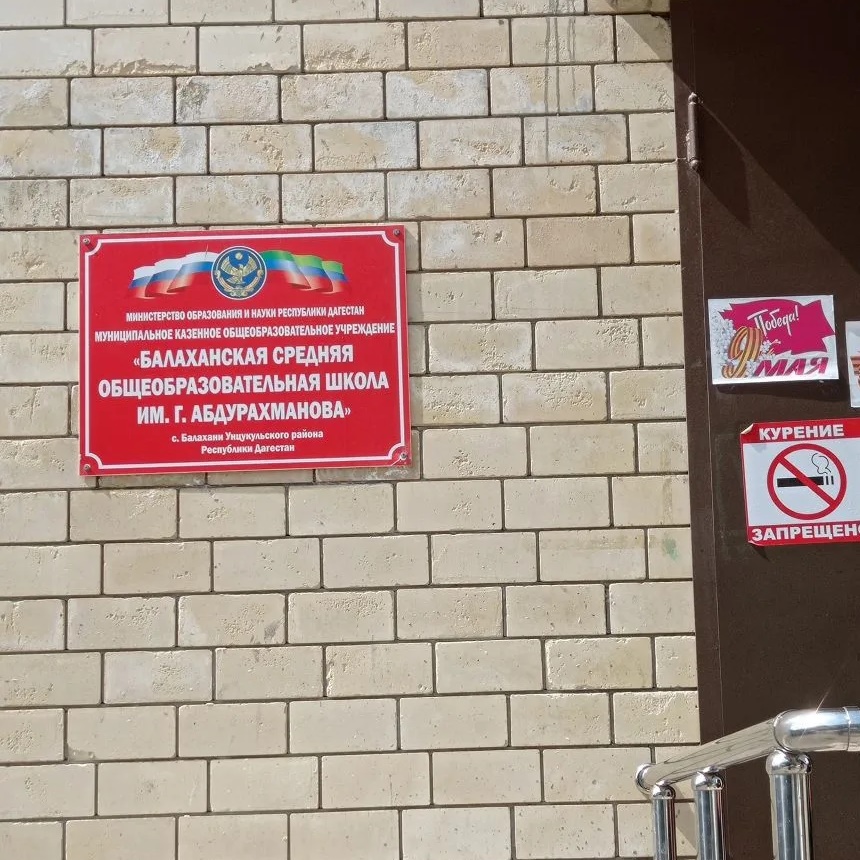 МИНИСТЕРСТВО ОБРАЗОВАНИЯ И НАУКИ РЕСПУБЛИКИ ДАГЕСТАН
МУНИЦИПАЛЬНОЕ КАЗЕННОЕ ОБЩЕОБРАЗОВАТЕЛЬНОЕ УЧРЕЖДЕНИЕ
«БАЛАХАНСКАЯ СРЕДНЯЯ
ОБЩЕОБРАЗОВАТЕЛЬНАЯ ШКОЛА
ИМ. Г. АБДУРАХМАНОВА»
с. Балахани Унцукульского района
Республики Дагестан
Победа!
9 МАЯ
КУРЕНИЕ
ЗАПРЕЩЕНО